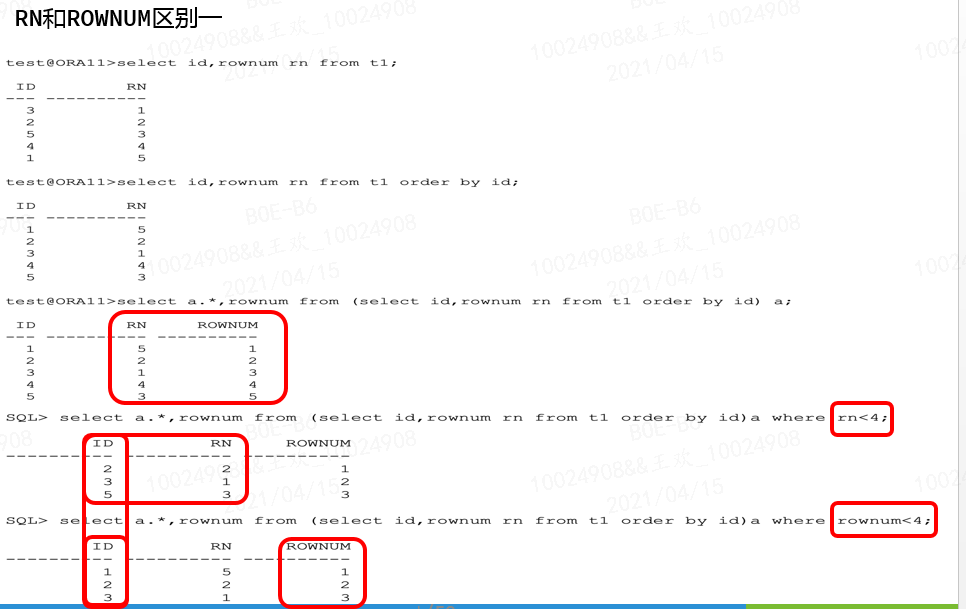 RN和ROWNUM区别一
test@ORA11>select id,rownum rn from t1;
ID RN
--- ----------
3 1
2 2
5 3
4 4
1 5
test@ORA11>select id,rownum rn from t1 order by id;
ID RN
--- ----------
1 5
2 2
3 1
4 4
5 3
test@ORA11>select a.*,rownum from (select id,rownum rn from t1 order by id) a;
ID RN ROWNUM
--- ---------- ----------
1 5 1
2 2 2
3 1 3
4 4 4
5 3 5
SQL> select a.*,rownum from (select id,rownum rn from t1 order by id)a where rn<4;
ID RN ROWNUM
---------- ---------- ----------
2 2 1
3 1 2
5 3 3
SQL> select a.*,rownum from (select id,rownum rn from t1 order by id)a where rownum<4;
ID RN ROWNUM
---------- ---------- ----------
1 5 1
2 2 2
3 1 3
BOE-B6
10024908&&王欢_10024908
2021/04/15